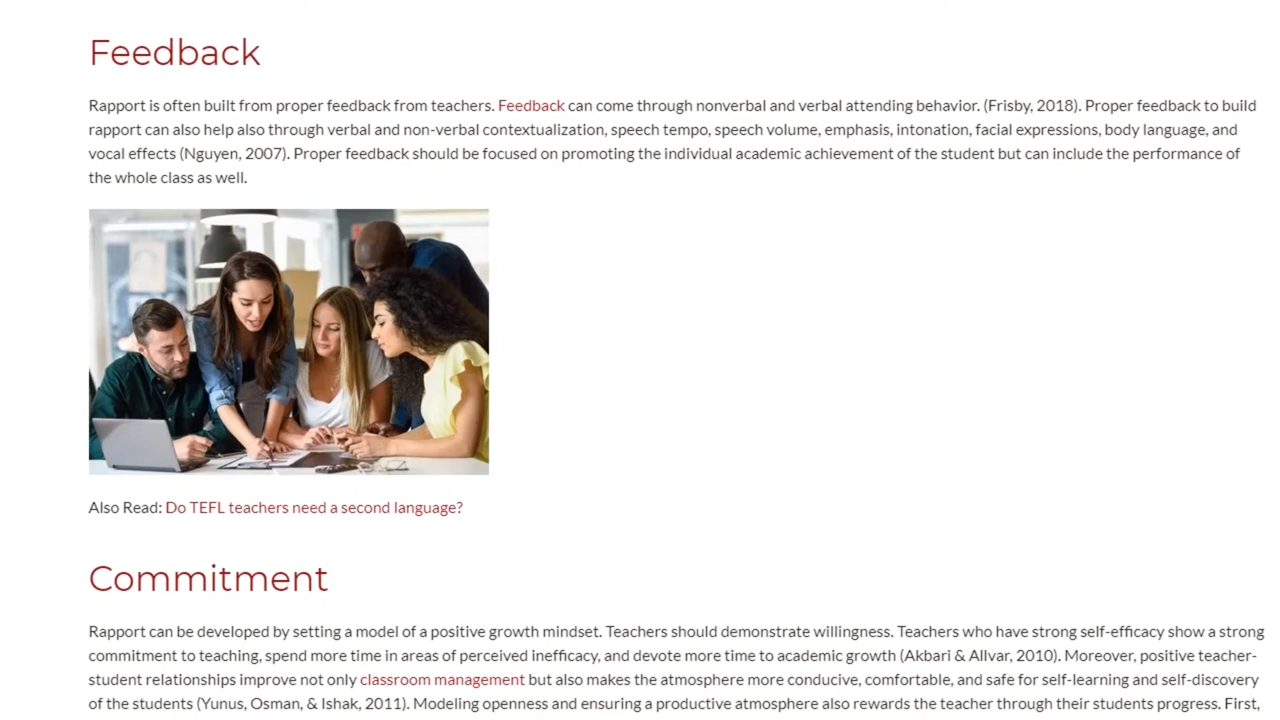 Feedback
Rapport is often built from proper feedback from teachers. Feedback can come through nonverbal and verbal attending behavior. (Frisby, 2018). Proper feedback to build
rapport can also help also through verbal and non-verbal contextualization, speech tempo, speech volume, emphasis, intonation, facial expressions, body language, and
vocal effects (Nguyen, 2007). Proper feedback should be focused on promoting the individual academic achievement of the student but can include the performance of
the whole class as well.
Also Read: Do TEFL teachers need a second language?
Commitment
Rapport can be developed by setting a model of a positive growth mindset. Teachers should demonstrate willingness. Teachers who have strong self-efficacy show a strong
commitment to teaching, spend more time in areas of perceived inefficacy, and devote more time to academic growth (Akbari & Allvar, 2010). Moreover, positive teacher-
student relationships improve not only classroom management but also makes the atmosphere more conducive, comfortable, and safe for self-learning and self-discovery
of the students (Yunus, Osman, & Ishak, 2011). Modeling openness and ensuring a productive atmosphere also rewards the teacher through their students progress. First,